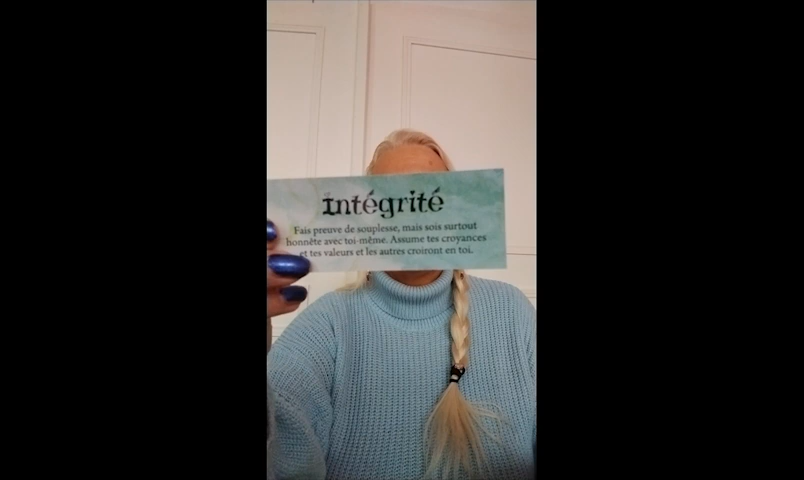 Intégrité
Fais preuve de souplesse, mais sois surtout
honnête avec toi-même. Assume tes croyances
et tes valeurs et les autres croiront en toi.